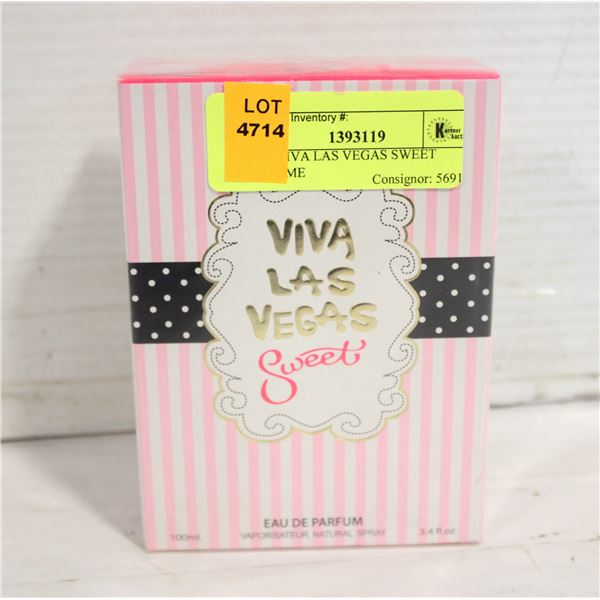 LOT
4714
Inventory #:
1393119
VIVA LAS VEGAS SWEET
Consignor: 5691
VIVA
LAS
VEGAS
Sweet
EAU DE PARFUM
VAPORISATEUR NATURAL SPRAY
100ml.
3.4 fl.oz